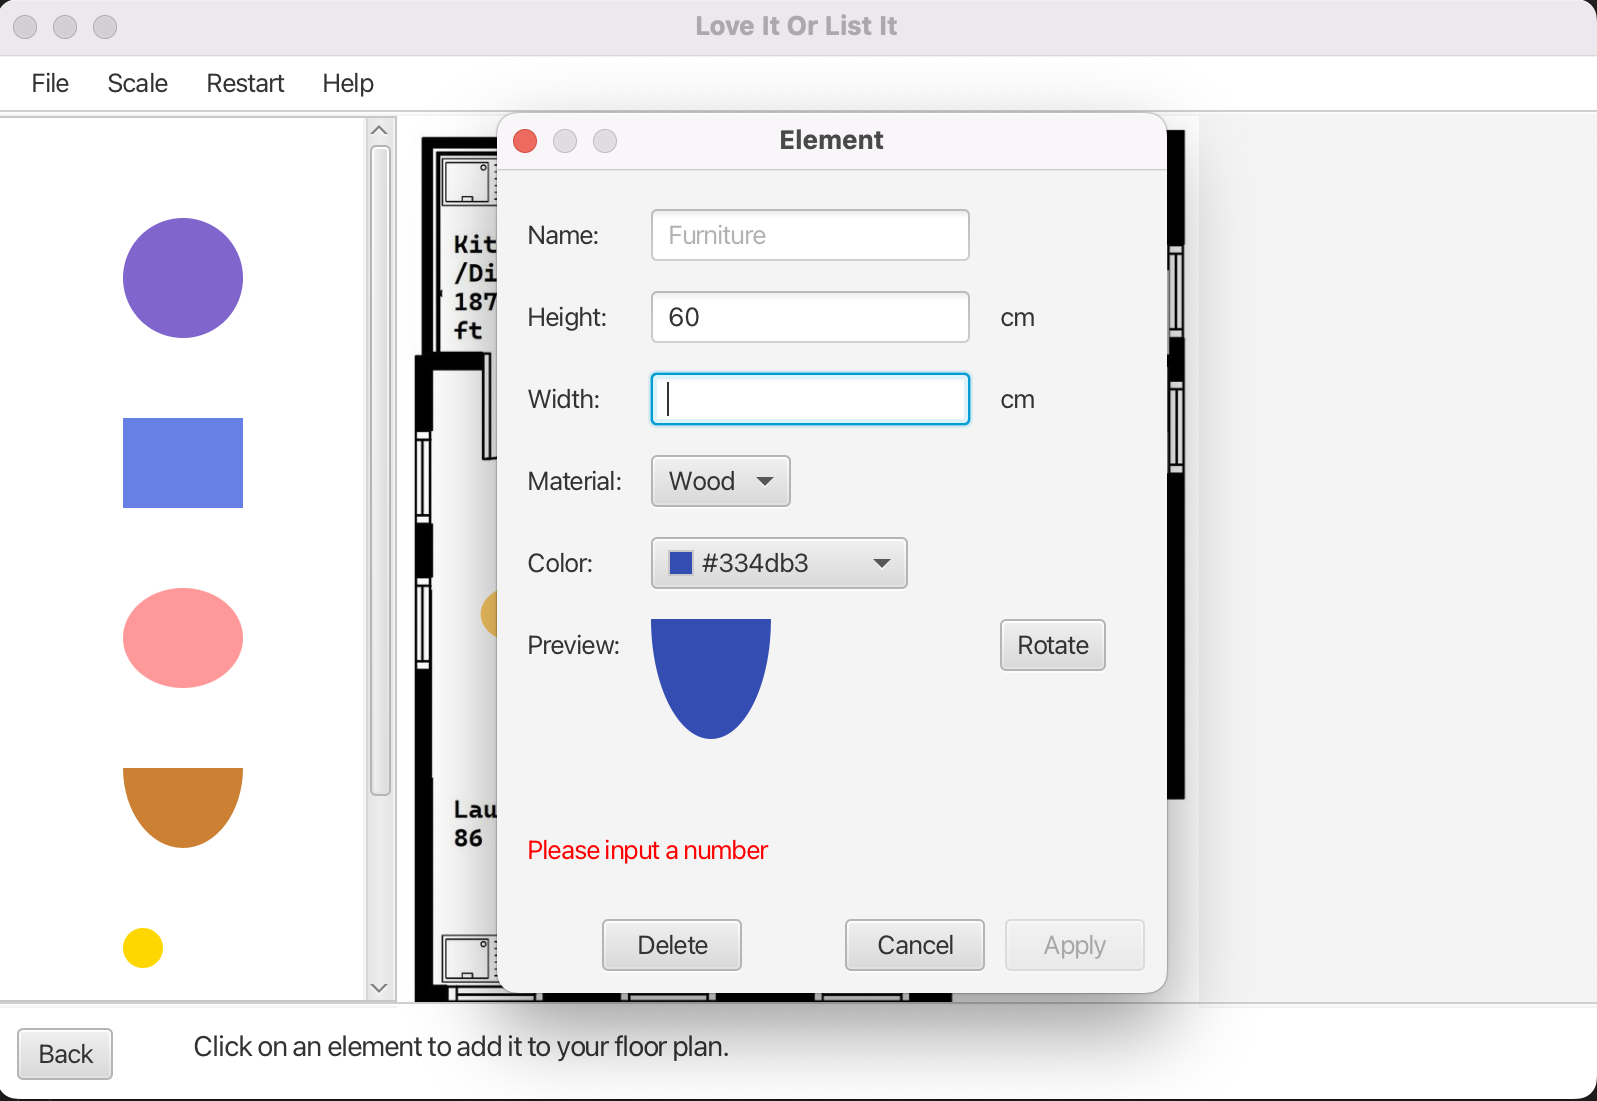 Love It Or List It
File Scale Restart Help
Element
Name: Furniture
Height: 60 cm
Width: cm
Material: Wood
Color: #334db3
Preview: Rotate
Please input a number
Delete Cancel Apply
Kit
/Di
187
ft
Lau
86
Back Click on an element to add it to your floor plan.